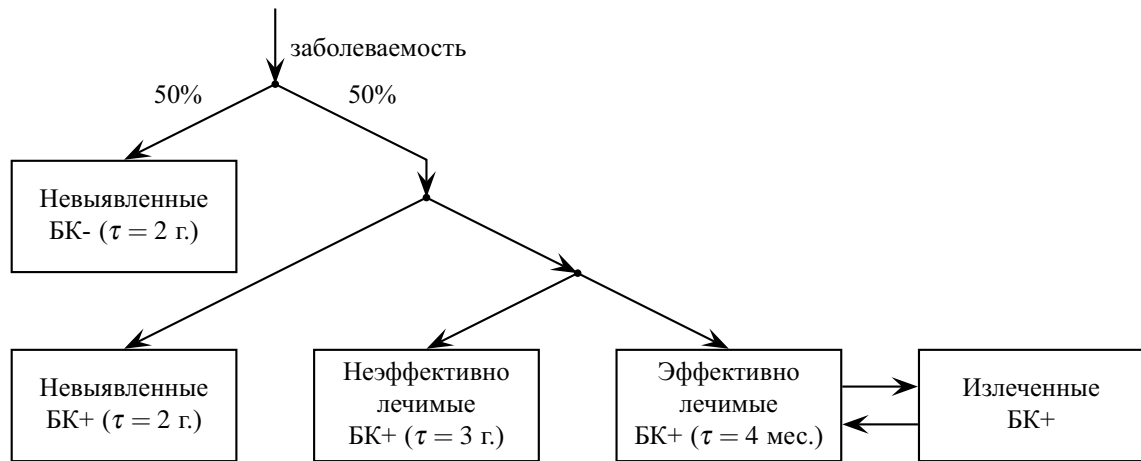 заболеваемость
50%
50%
Невыявленные
БК- (τ = 2 г.)
Невыявленные
БК+ (τ = 2 г.)
Неэффективно
лечимые
БК+ (τ = 3 г.)
Эффективно
лечимые
БК+ (τ = 4 мес.)
Излеченные
БК+